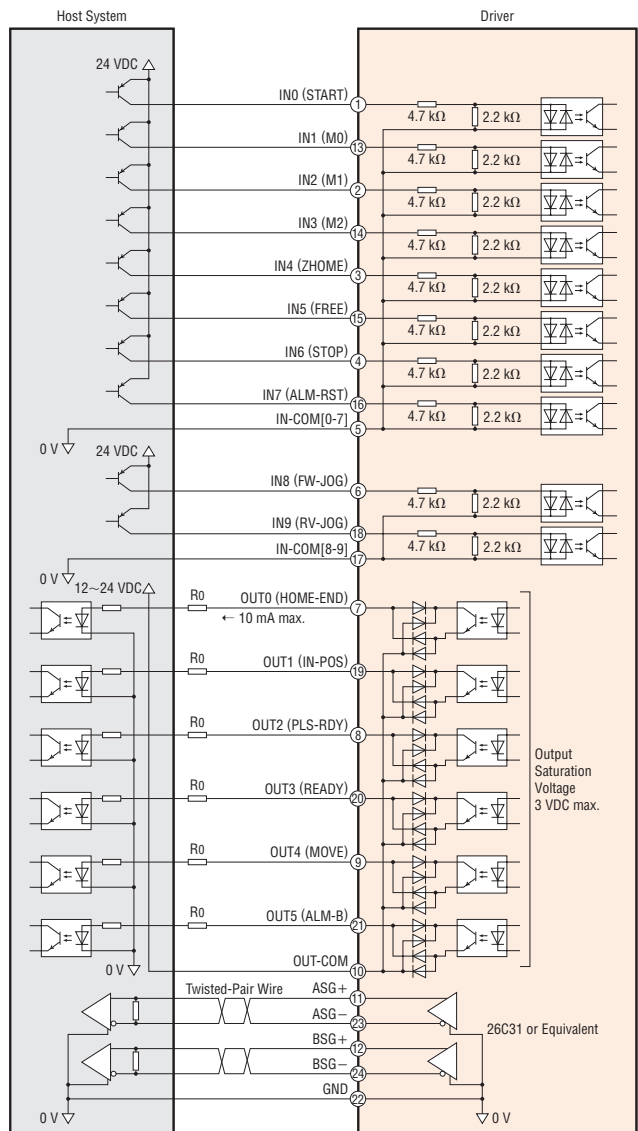 Host System
Driver
24 VDC
IN0 (START)
1
4.7 kΩ
2.2 kΩ
IN1 (M0)
13
4.7 kΩ
2.2 kΩ
IN2 (M1)
2
4.7 kΩ
2.2 kΩ
IN3 (M2)
14
4.7 kΩ
2.2 kΩ
IN4 (ZHOME)
3
4.7 kΩ
2.2 kΩ
IN5 (FREE)
15
4.7 kΩ
2.2 kΩ
IN6 (STOP)
4
4.7 kΩ
2.2 kΩ
IN7 (ALM-RST)
16
4.7 kΩ
2.2 kΩ
IN-COM[0-7]
5
0 V
24 VDC
IN8 (FW-JOG)
6
4.7 kΩ
2.2 kΩ
IN9 (RV-JOG)
18
4.7 kΩ
2.2 kΩ
IN-COM[8-9]
17
0 V
12~24 VDC
R0
OUT0 (HOME-END)
7
← 10 mA max.
R0
OUT1 (IN-POS)
19
R0
OUT2 (PLS-RDY)
8
Output
Saturation
Voltage
3 VDC max.
R0
OUT3 (READY)
20
R0
OUT4 (MOVE)
9
R0
OUT5 (ALM-B)
21
0 V
OUT-COM
10
Twisted-Pair Wire
ASG+
11
ASG−
23
26C31 or Equivalent
BSG+
12
BSG−
24
GND
22
0 V
0 V